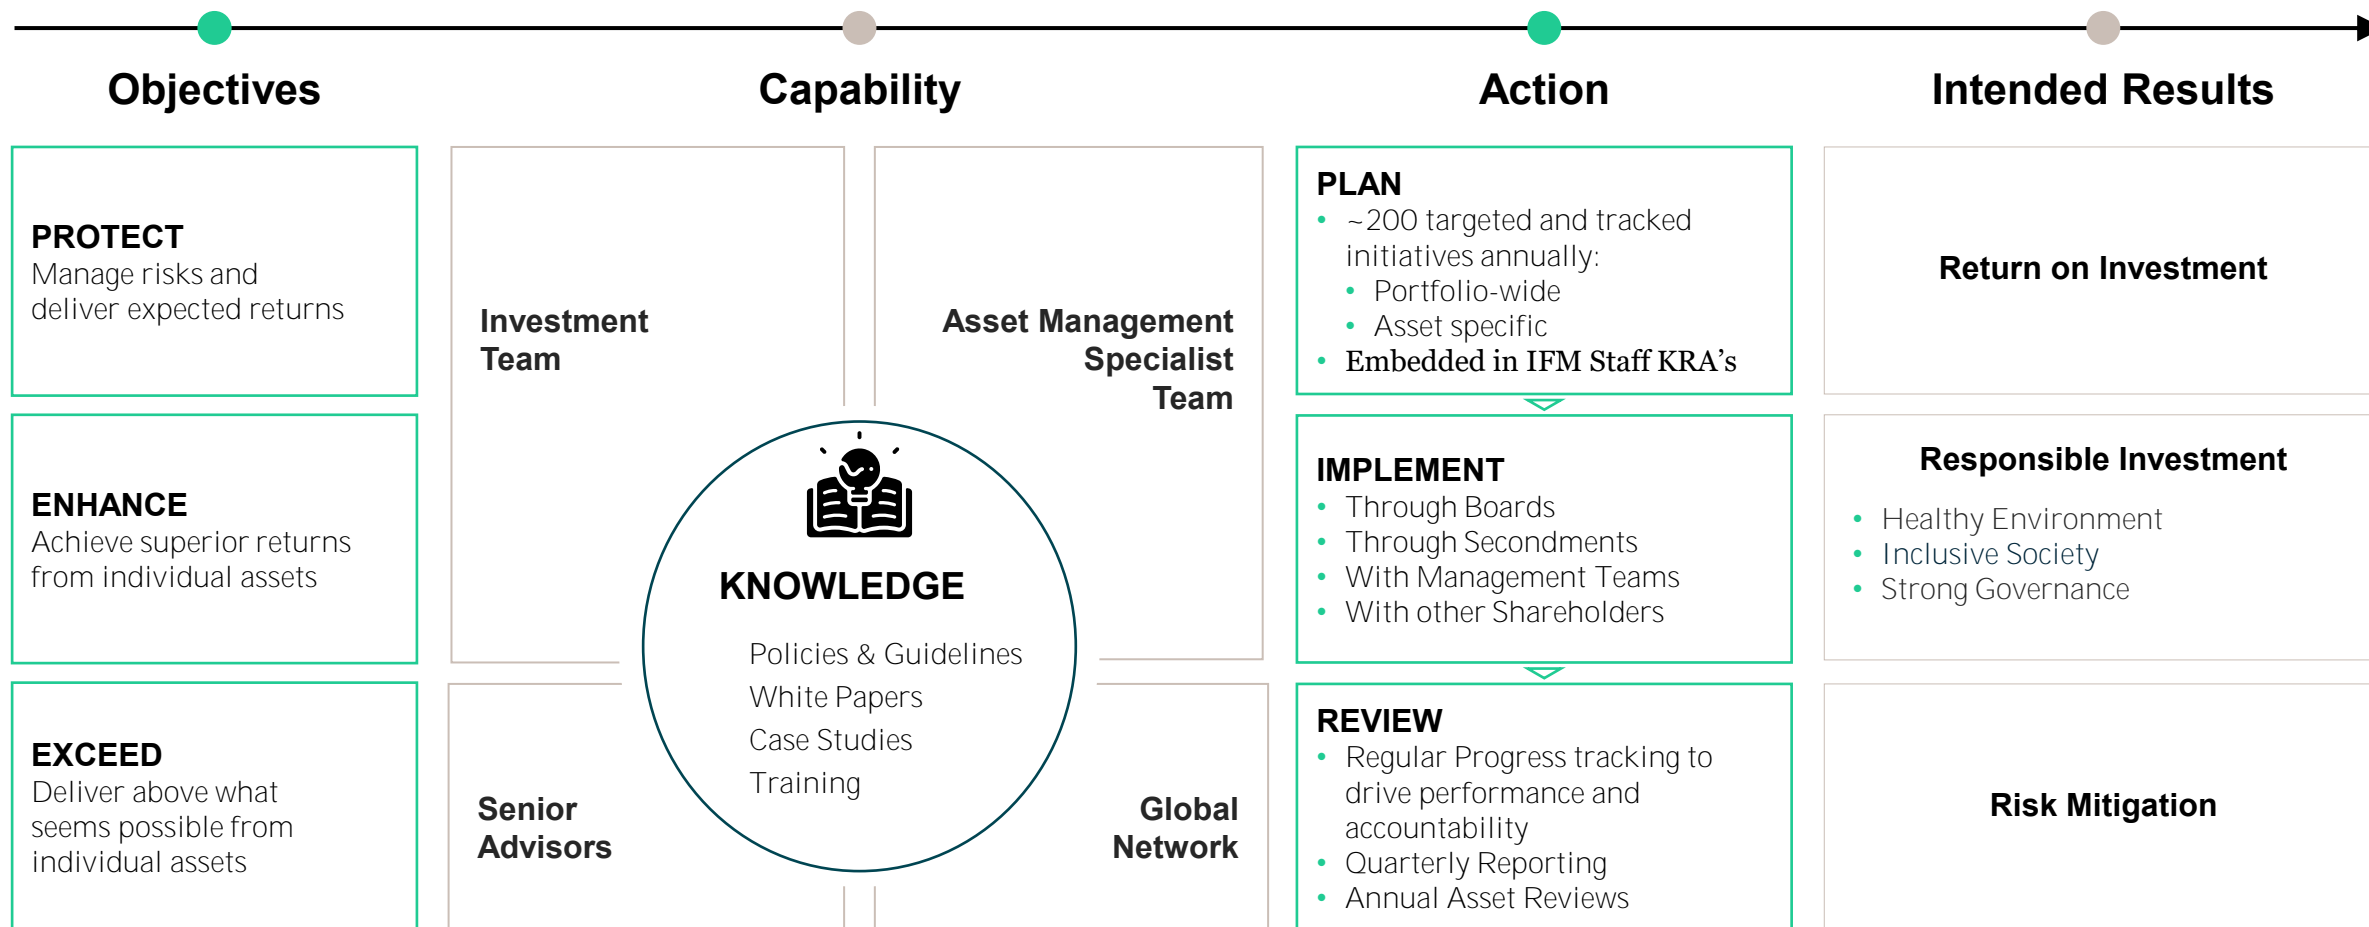 Objectives
Capability
Action
Intended Results
PROTECT
Manage risks and
deliver expected returns
ENHANCE
Achieve superior returns
from individual assets
EXCEED
Deliver above what
seems possible from
individual assets
Investment
Team
Asset Management
Specialist
Team
KNOWLEDGE
Policies & Guidelines
White Papers
Case Studies
Training
Senior
Advisors
Global
Network
PLAN
• ~200 targeted and tracked
initiatives annually:
• Portfolio-wide
• Asset specific
• Embedded in IFM Staff KRA’s
IMPLEMENT
• Through Boards
• Through Secondments
• With Management Teams
• With other Shareholders
REVIEW
• Regular Progress tracking to
drive performance and
accountability
• Quarterly Reporting
• Annual Asset Reviews
Return on Investment
Responsible Investment
• Healthy Environment
• Inclusive Society
• Strong Governance
Risk Mitigation